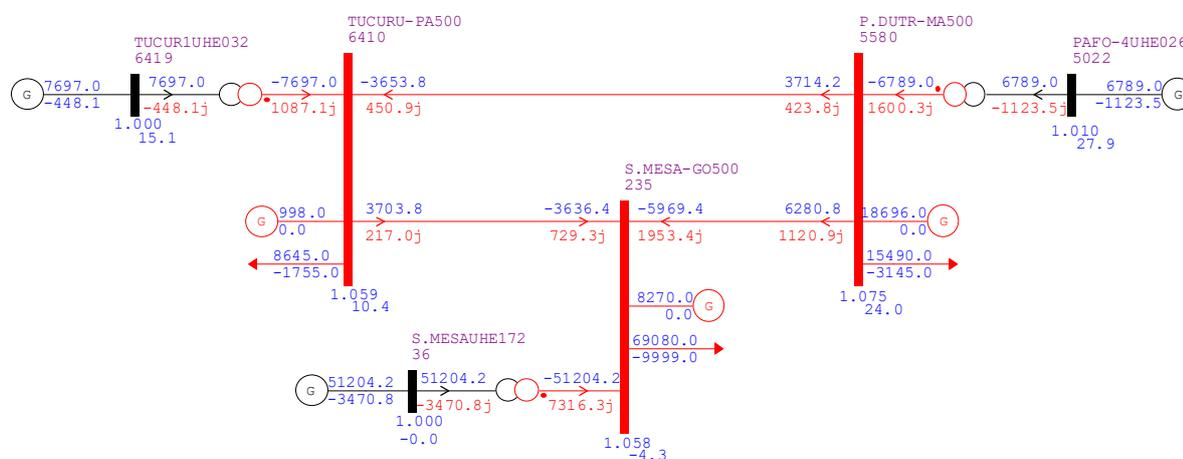 TUCURU-PA500
6410
P.DUTR-MA500
5580
TUCUR1UHE032
6419
PAFO-4UHE026
5022
G
7697.0
-448.1
7697.0
-448.1j
-7697.0
1087.1j
-3653.8
450.9j
3714.2
423.8j
-6789.0
1600.3j
6789.0
-1123.5j
6789.0
-1123.5
G
1.000
15.1
1.010
27.9
S.MESA-GO500
235
G
998.0
0.0
3703.8
217.0j
-3636.4
729.3j
-5969.4
1953.4j
6280.8
1120.9j
18696.0
0.0
G
8645.0
-1755.0
15490.0
-3145.0
1.059
10.4
1.075
24.0
8270.0
0.0
G
69080.0
-9999.0
S.MESAUHE172
36
G
51204.2
-3470.8
51204.2
-3470.8j
-51204.2
7316.3j
1.000
-0.0
1.058
-4.3